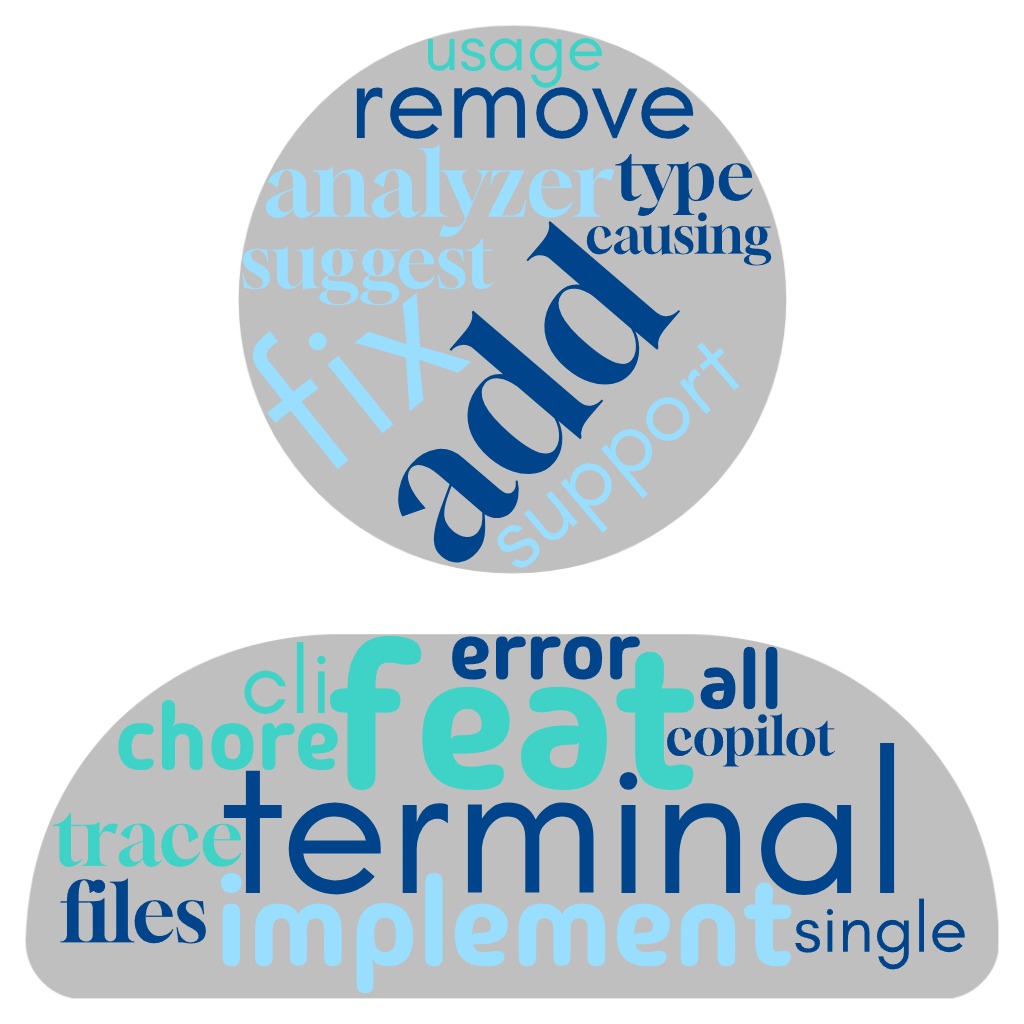 usage
remove
analyzer
type
causing
suggest
fix
add
support
error
cli
feat
all
chore
copilot
terminal
trace
files
implement
single